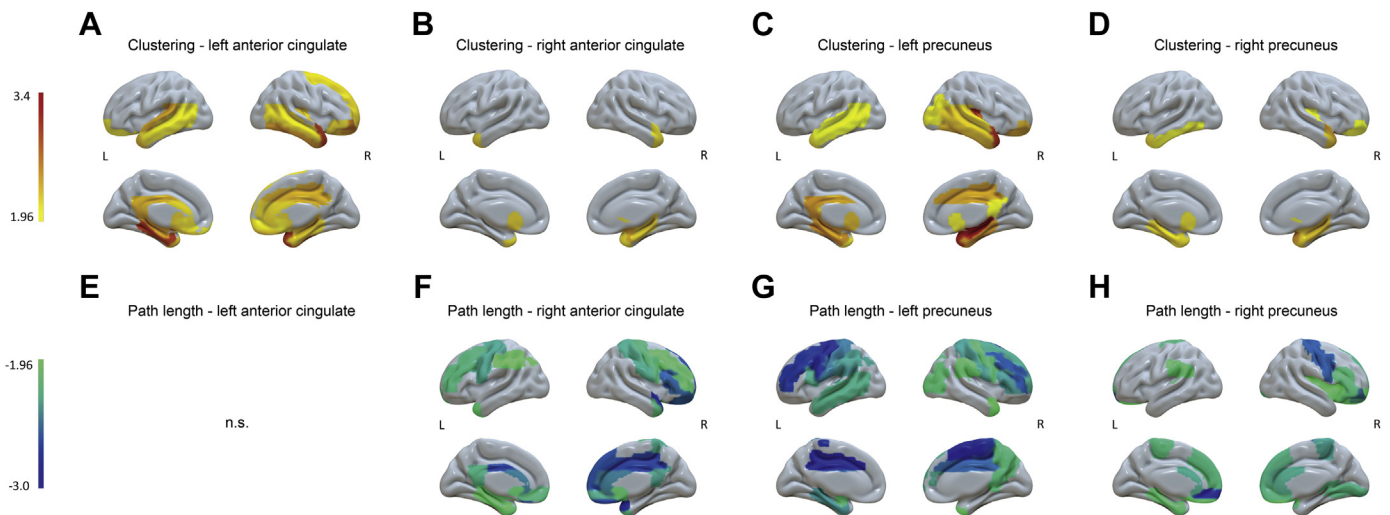 A
Clustering - left anterior cingulate
B
Clustering - right anterior cingulate
C
Clustering - left precuneus
D
Clustering - right precuneus
3.4
1.96
L
R
L
R
L
R
L
R
E
Path length - left anterior cingulate
F
Path length - right anterior cingulate
G
Path length - left precuneus
H
Path length - right precuneus
-1.96
-3.0
n.s.
L
R
L
R
L
R